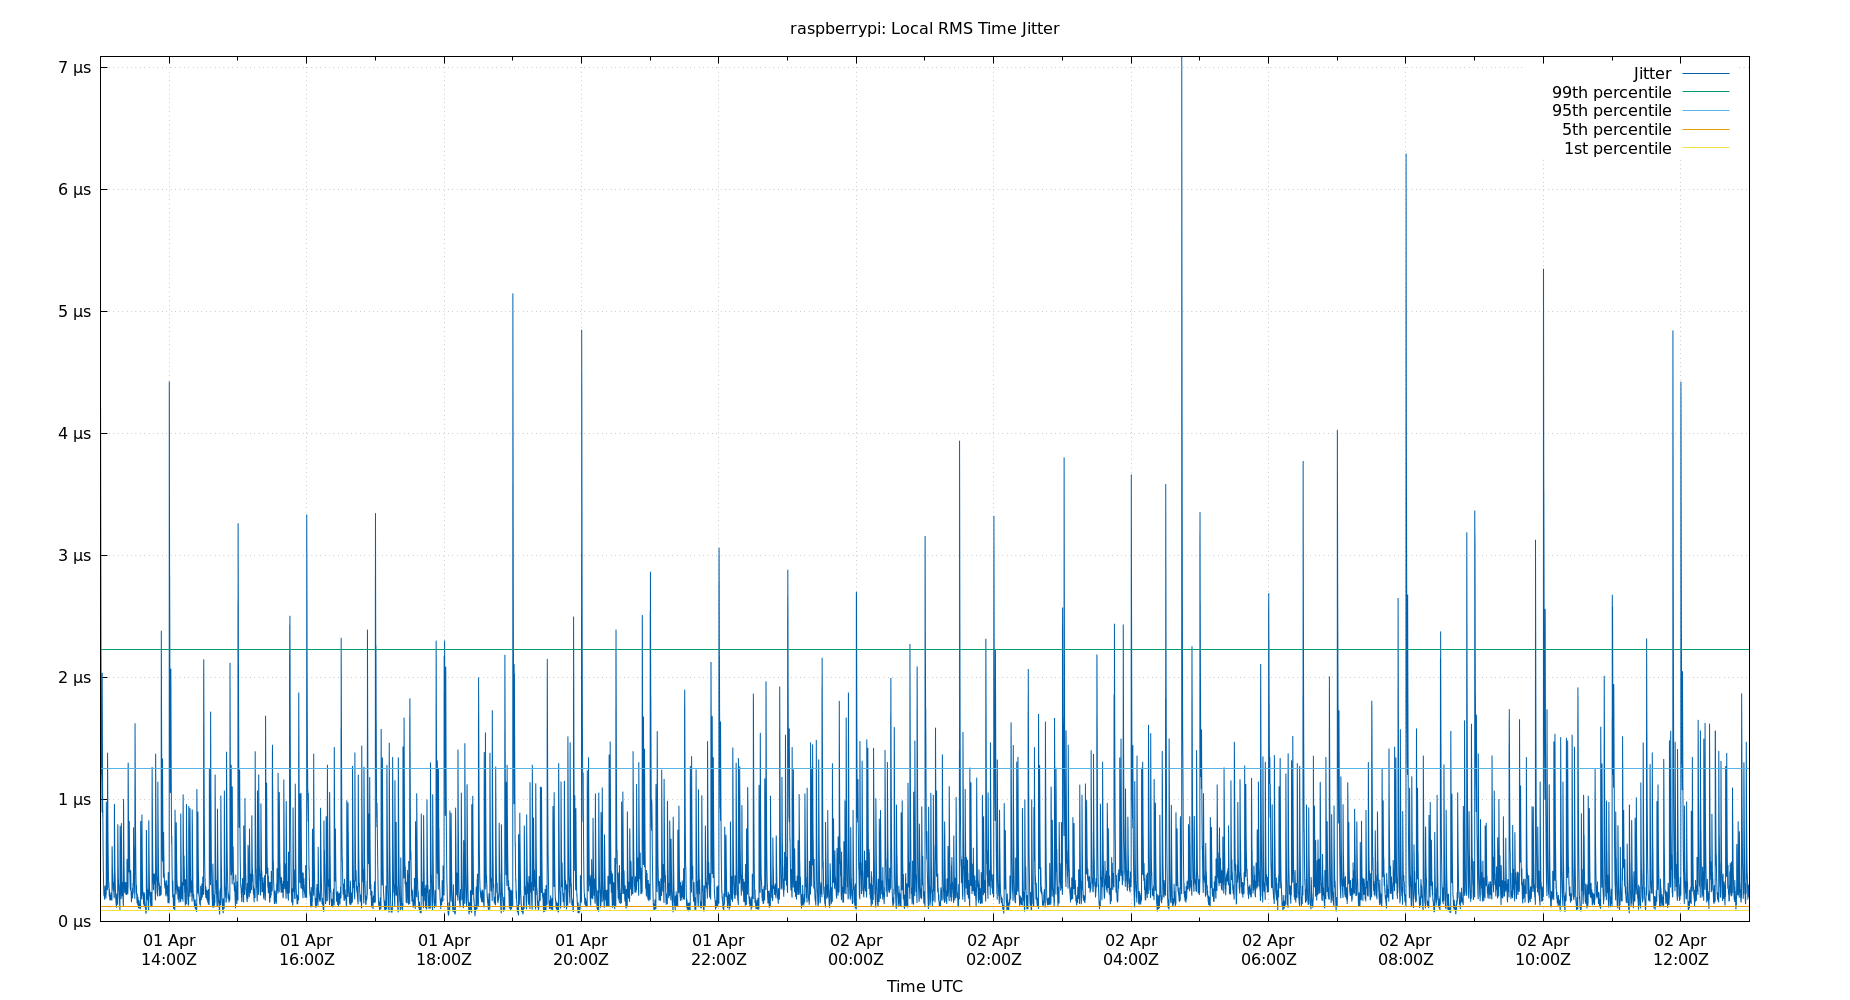 raspberrypi: Local RMS Time Jitter
7 µs
6 µs
5 µs
4 µs
3 µs
2 µs
1 µs
0 µs
Jitter
99th percentile
95th percentile
5th percentile
1st percentile
01 Apr 01 Apr 01 Apr 01 Apr 01 Apr 02 Apr 02 Apr 02 Apr 02 Apr 02 Apr 02 Apr 02 Apr
14:00Z 16:00Z 18:00Z 20:00Z 22:00Z 00:00Z 02:00Z 04:00Z 06:00Z 08:00Z 10:00Z 12:00Z
Time UTC